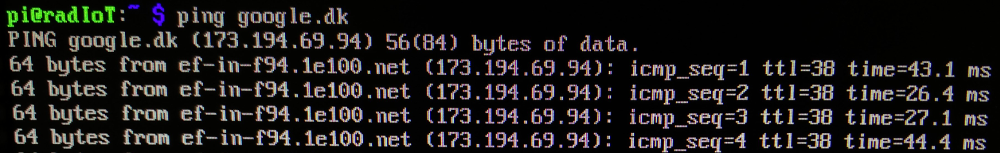 pi@radIoT:~ $ ping google.dk
PING google.dk (173.194.69.94) 56(84) bytes of data.
64 bytes from ef-in-f94.1e100.net (173.194.69.94): icmp_seq=1 ttl=38 time=43.1 ms
64 bytes from ef-in-f94.1e100.net (173.194.69.94): icmp_seq=2 ttl=38 time=26.4 ms
64 bytes from ef-in-f94.1e100.net (173.194.69.94): icmp_seq=3 ttl=38 time=27.1 ms
64 bytes from ef-in-f94.1e100.net (173.194.69.94): icmp_seq=4 ttl=38 time=44.4 ms